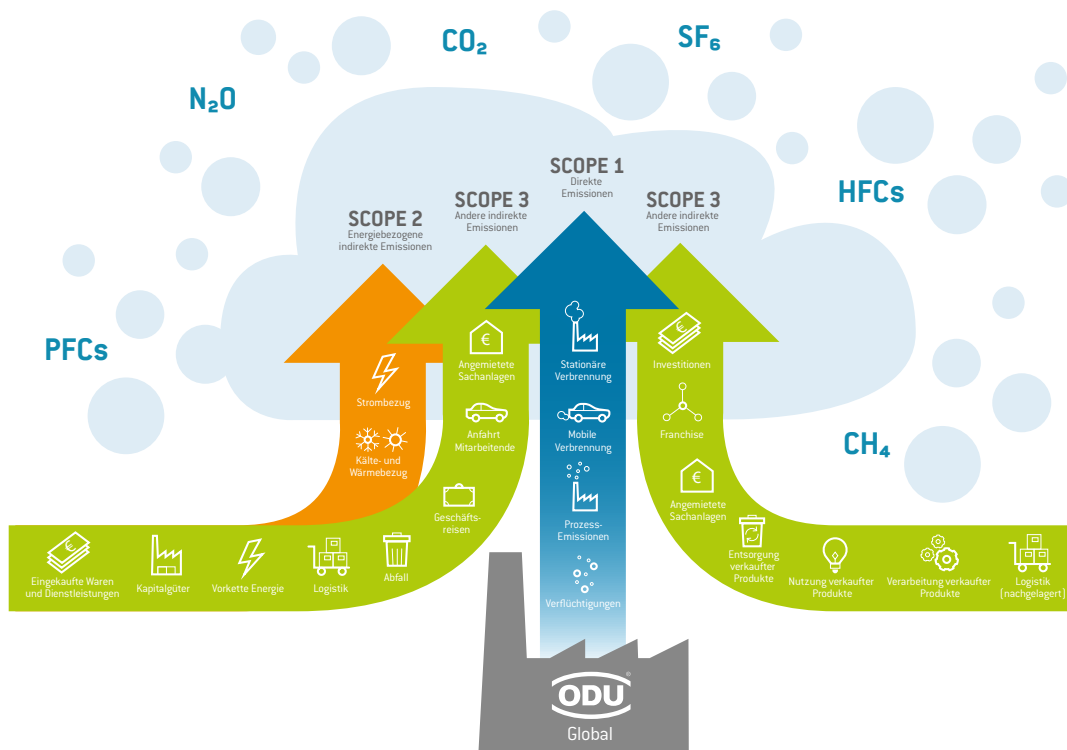 CO₂
SF₆
N₂O
HFCs
PFCs
CH₄
SCOPE 2
Energiebezogene
indirekte Emissionen
SCOPE 3
Andere indirekte
Emissionen
SCOPE 1
Direkte
Emissionen
SCOPE 3
Andere indirekte
Emissionen
Strombezug
Kälte- und
Wärmebezug
Angemietete
Sachanlagen
Anfahrt
Mitarbeitende
Geschäfts-
reisen
Abfall
Logistik
Vorkette Energie
Kapitalgüter
Eingekaufte Waren
und Dienstleistungen
Stationäre
Verbrennung
Mobile
Verbrennung
Prozess-
Emissionen
Verflüchtigungen
Investitionen
Franchise
Angemietete
Sachanlagen
Entsorgung
verkaufter
Produkte
Nutzung verkaufter
Produkte
Verarbeitung verkaufter
Produkte
Logistik
(nachgelagert)
ODU
Global